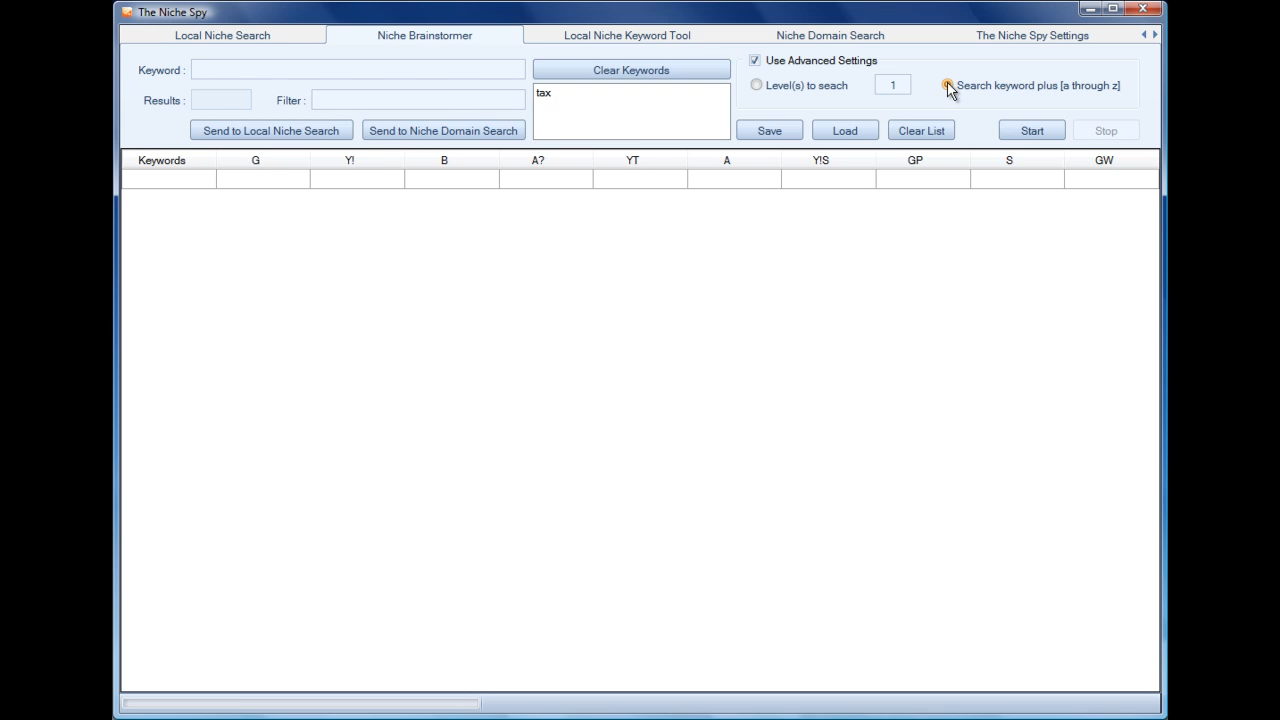 The Niche Spy
Local Niche Search Niche Brainstormer Local Niche Keyword Tool Niche Domain Search The Niche Spy Settings
Keyword : Clear Keywords Use Advanced Settings
tax Level(s) to seach 1 Search keyword plus [a through z]
Results : Filter :
Send to Local Niche Search Send to Niche Domain Search Save Load Clear List Start Stop
Keywords G Y! B A? YT A Y!S GP S GW